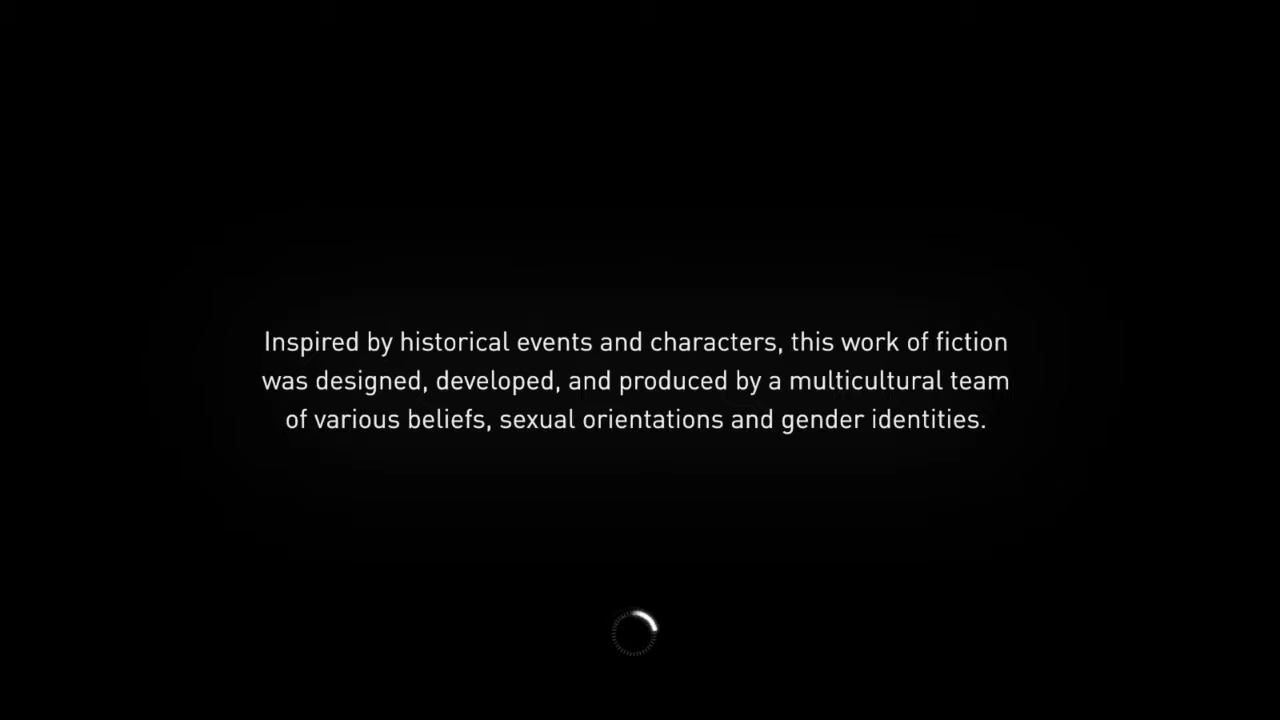 Inspired by historical events and characters, this work of fiction
was designed, developed, and produced by a multicultural team
of various beliefs, sexual orientations and gender identities.